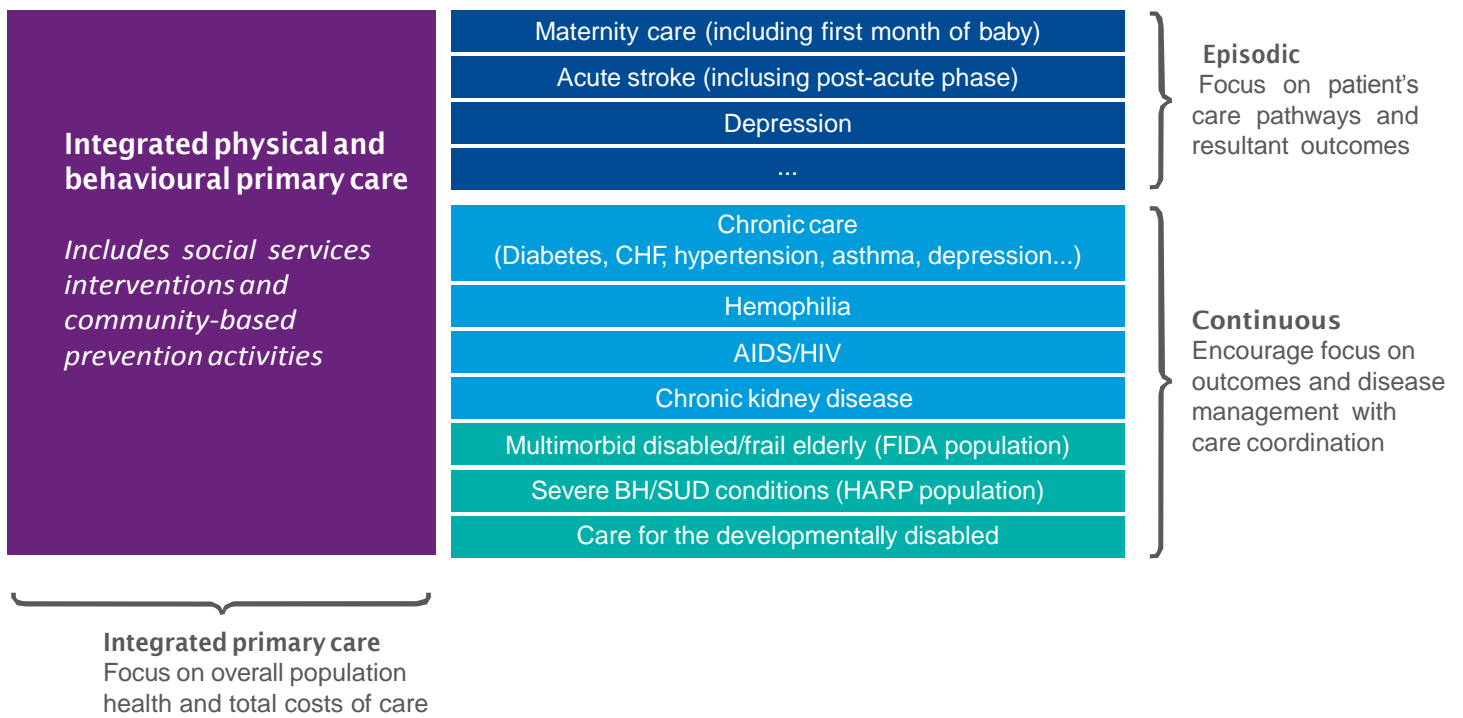 Integrated physical and
behavioural primary care
Includes social services
interventions and
community-based
prevention activities
Maternity care (including first month of baby)
Acute stroke (inclusing post-acute phase)
Depression
...
Chronic care
(Diabetes, CHF, hypertension, asthma, depression...)
Hemophilia
AIDS/HIV
Chronic kidney disease
Multimorbid disabled/frail elderly (FIDA population)
Severe BH/SUD conditions (HARP population)
Care for the developmentally disabled
Episodic
Focus on patient's
care pathways and
resultant outcomes
Continuous
Encourage focus on
outcomes and disease
management with
care coordination
Integrated primary care
Focus on overall population
health and total costs of care